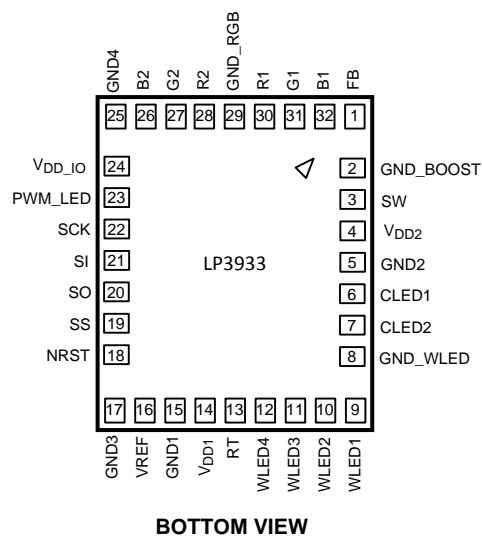 GND4 B2 G2 R2 GND_RGB R1 G1 B1 FB
25 26 27 28 29 30 31 32 1
VDD_IO 24
PWM_LED 23
SCK 22
SI 21
SO 20
SS 19
NRST 18
2 GND_BOOST
3 SW
4 VDD2
5 GND2
6 CLED1
7 CLED2
8 GND_WLED
LP3933
17 16 15 14 13 12 11 10 9
GND3 VREF GND1 VDD1 RT WLED4 WLED3 WLED2 WLED1
BOTTOM VIEW